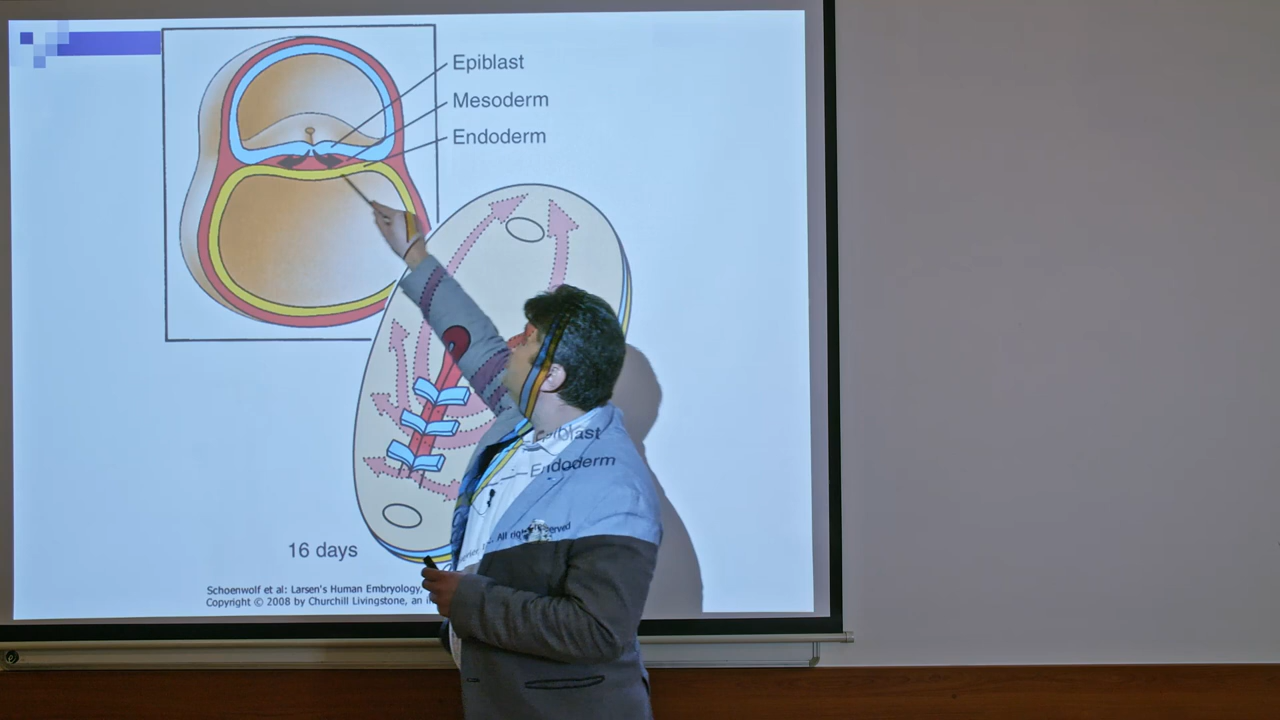 Epiblast
Mesoderm
Endoderm
Epiblast
Endoderm
16 days
Schoenwolf et al: Larsen's Human Embryology,
Copyright © 2008 by Churchill Livingstone, an
All reserved